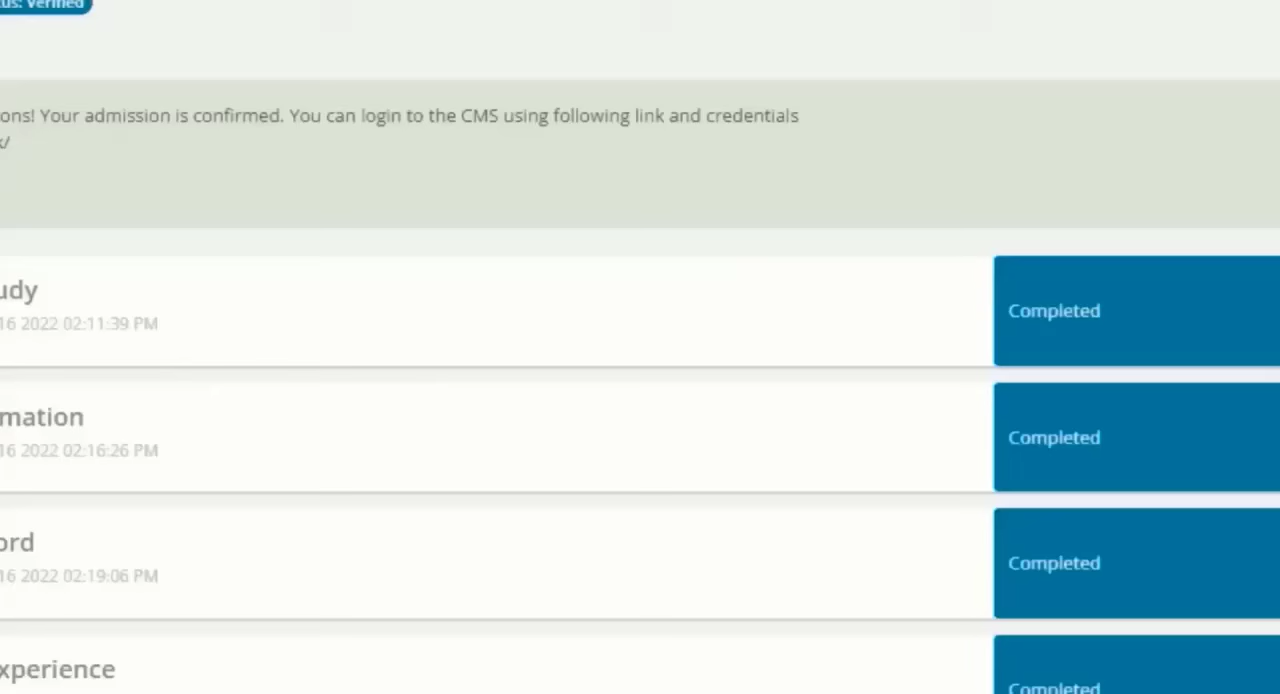 Status: Verified
ons! Your admission is confirmed. You can login to the CMS using following link and credentials
k/
udy
16 2022 02:11:39 PM
Completed
mation
16 2022 02:16:26 PM
Completed
ord
16 2022 02:19:06 PM
Completed
xperience
Completed